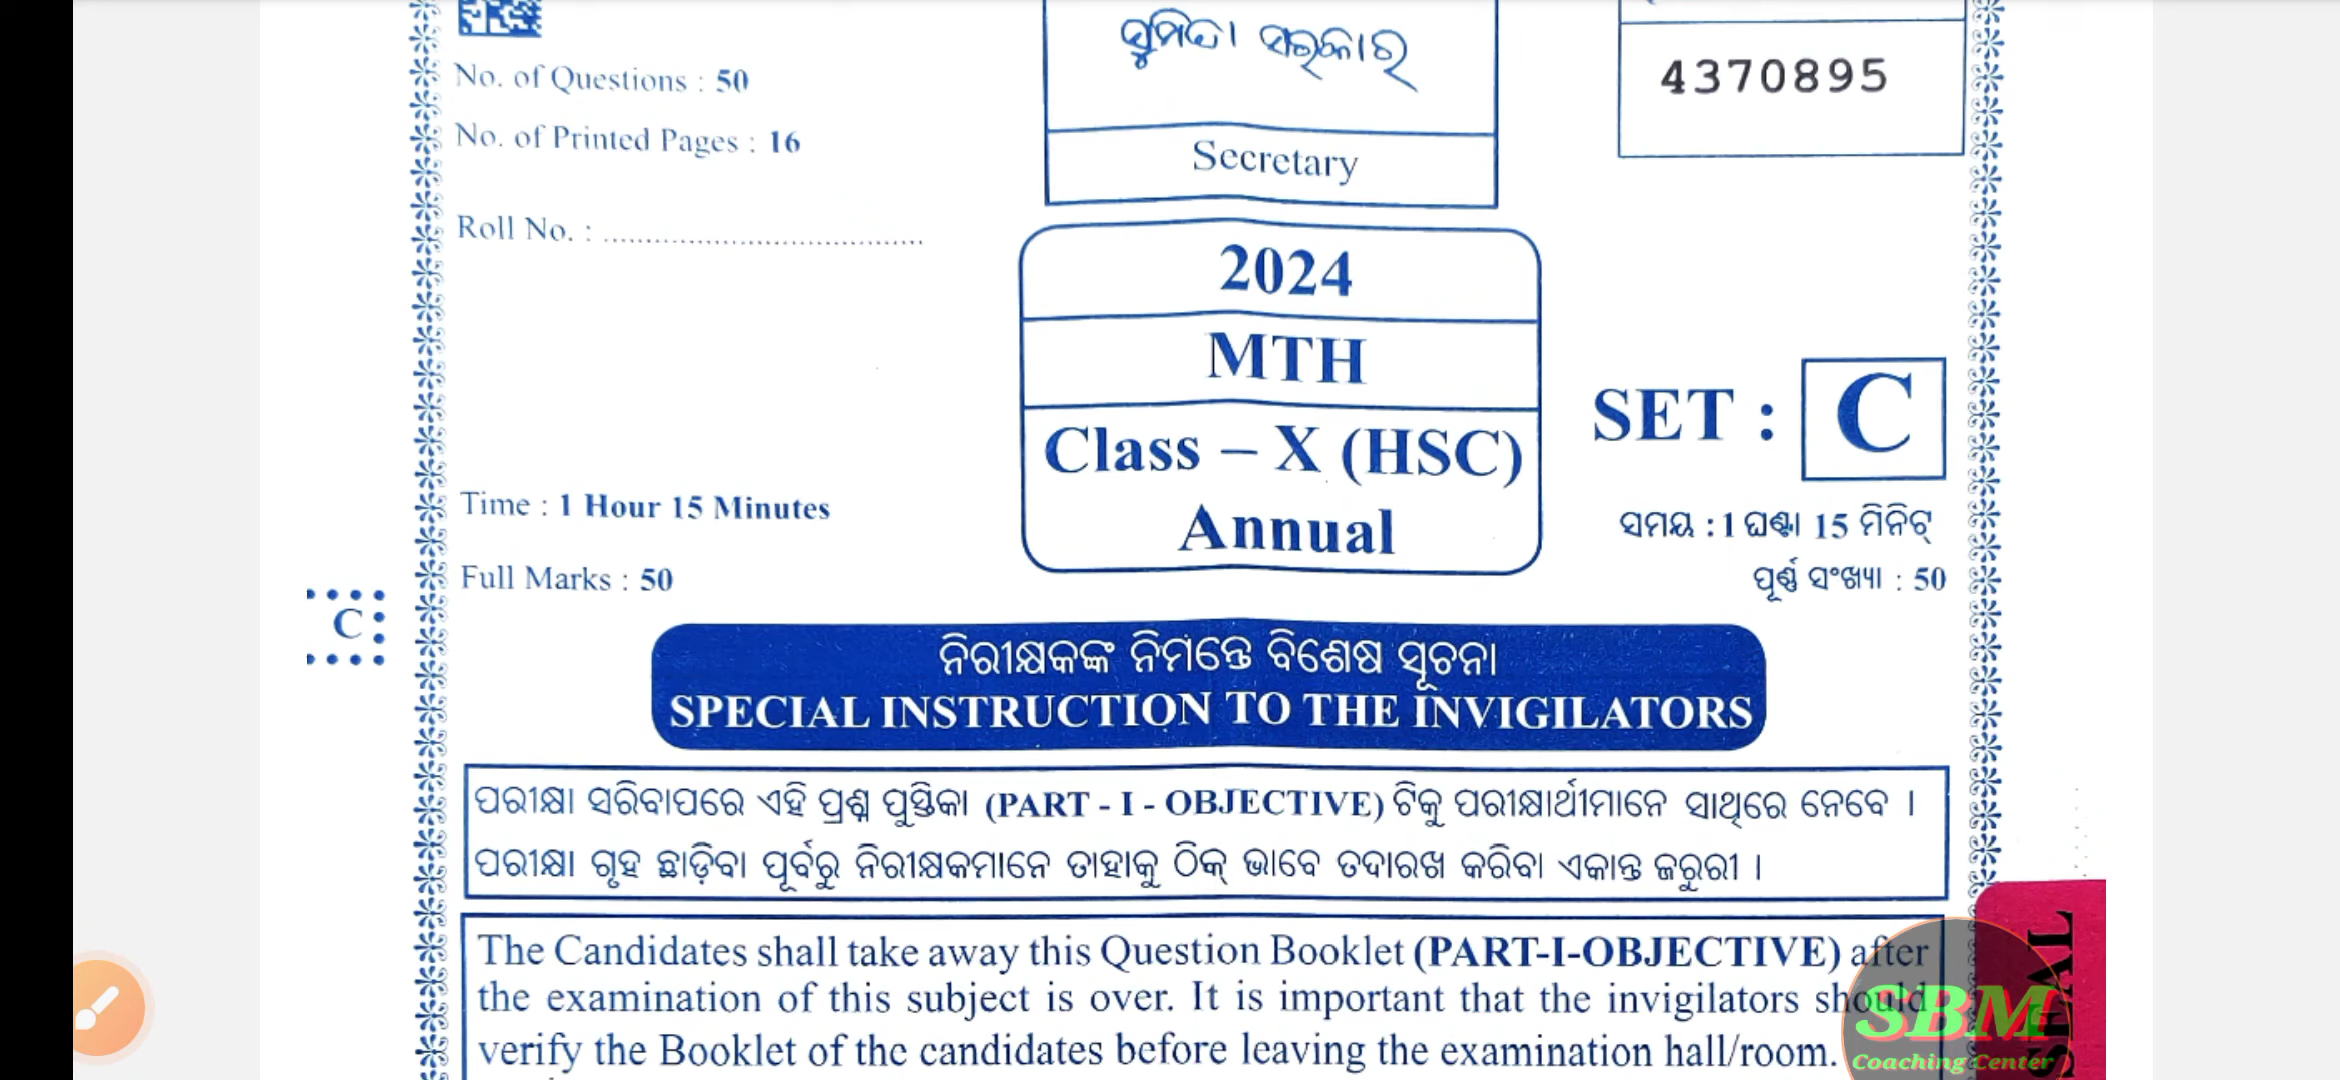 ସୁମିତ୍ରା ସରକାର
4370895
No. of Questions : 50
No. of Printed Pages : 16
Secretary
Roll No. : ..........................................
2024
MTH
Class – X (HSC)
Annual
SET : C
Time : 1 Hour 15 Minutes
ସମୟ : 1 ଘଣ୍ଟା 15 ମିନିଟ୍
Full Marks : 50
ପୂର୍ଣ୍ଣ ସଂଖ୍ୟା : 50
C
ନିରୀକ୍ଷକଙ୍କ ନିମନ୍ତେ ବିଶେଷ ସୂଚନା
SPECIAL INSTRUCTION TO THE INVIGILATORS
ପରୀକ୍ଷା ସରିବାପରେ ଏହି ପ୍ରଶ୍ନ ପୁସ୍ତିକା (PART - I - OBJECTIVE) ଟିକୁ ପରୀକ୍ଷାର୍ଥୀମାନେ ସାଥିରେ ନେବେ ।
ପରୀକ୍ଷା ଗୃହ ଛାଡ଼ିବା ପୂର୍ବରୁ ନିରୀକ୍ଷକମାନେ ତାହାକୁ ଠିକ୍ ଭାବେ ତଦାରଖ କରିବା ଏକାନ୍ତ ଜରୁରୀ ।
The Candidates shall take away this Question Booklet (PART-I-OBJECTIVE) after
the examination of this subject is over. It is important that the invigilators should
verify the Booklet of the candidates before leaving the examination hall/room.
SEAL
SBM
Coaching Center